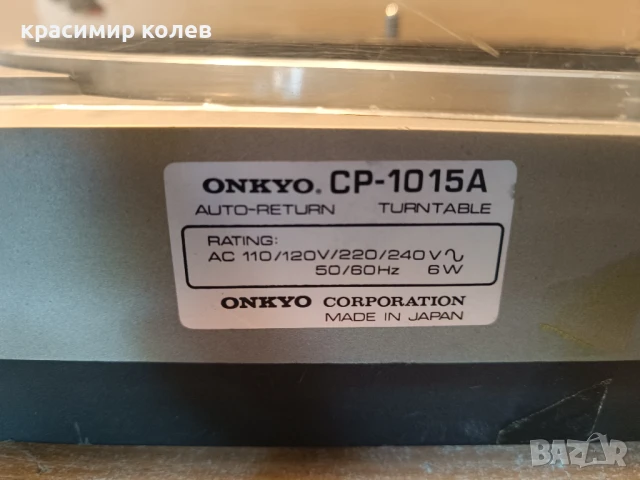 красимир колев
ONKYO. CP-1015A
AUTO-RETURN TURNTABLE
RATING:
AC 110/120V/220/240V∿
50/60Hz 6W
ONKYO CORPORATION
MADE IN JAPAN
BAZAR